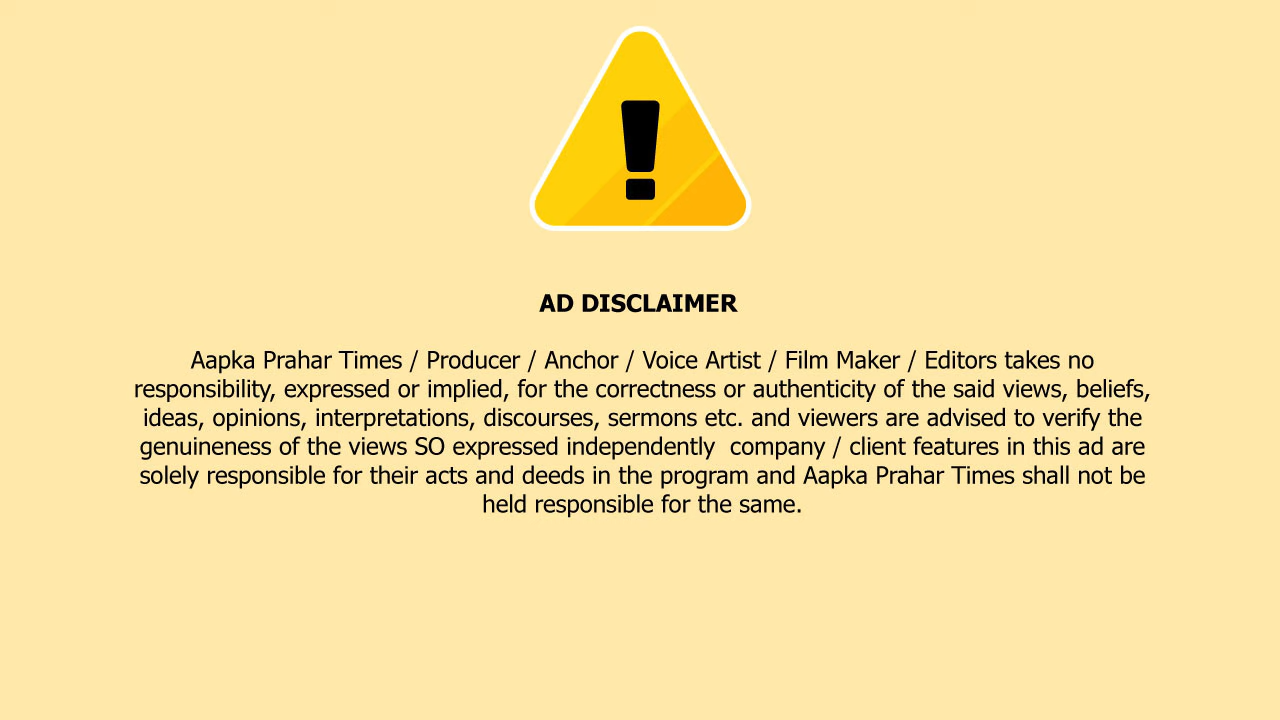 AD DISCLAIMER
Aapka Prahar Times / Producer / Anchor / Voice Artist / Film Maker / Editors takes no
responsibility, expressed or implied, for the correctness or authenticity of the said views, beliefs,
ideas, opinions, interpretations, discourses, sermons etc. and viewers are advised to verify the
genuineness of the views SO expressed independently  company / client features in this ad are
solely responsible for their acts and deeds in the program and Aapka Prahar Times shall not be
held responsible for the same.